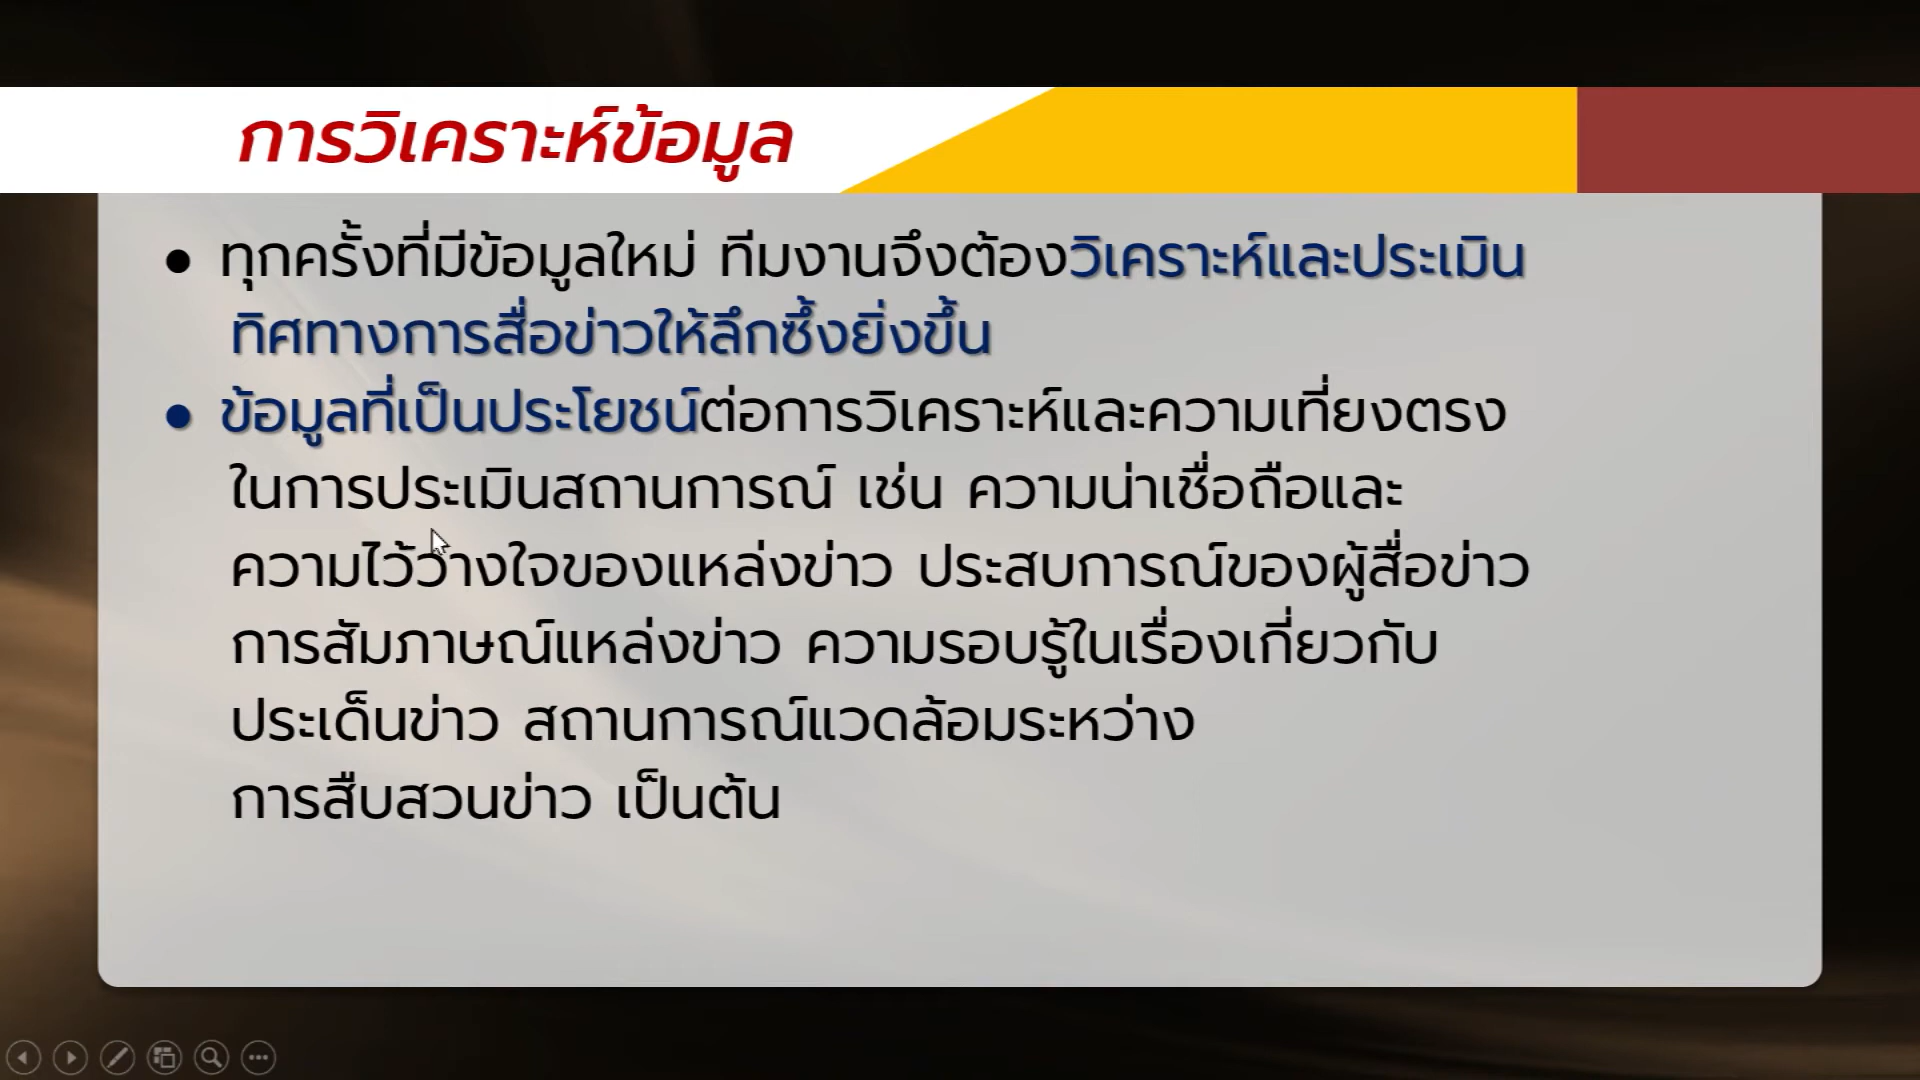 การวิเคราะห์ข้อมูล
● ทุกครั้งที่มีข้อมูลใหม่ ทีมงานจึงต้องวิเคราะห์และประเมิน
ทิศทางการสื่อข่าวให้ลึกซึ้งยิ่งขึ้น
● ข้อมูลที่เป็นประโยชน์ต่อการวิเคราะห์และความเที่ยงตรง
ในการประเมินสถานการณ์ เช่น ความน่าเชื่อถือและ
ความไว้วางใจของแหล่งข่าว ประสบการณ์ของผู้สื่อข่าว
การสัมภาษณ์แหล่งข่าว ความรอบรู้ในเรื่องเกี่ยวกับ
ประเด็นข่าว สถานการณ์แวดล้อมระหว่าง
การสืบสวนข่าว เป็นต้น